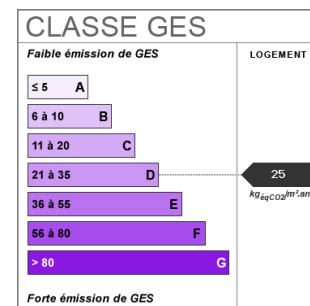 CLASSE GES
Faible émission de GES
LOGEMENT
≤ 5 A
6 à 10 B
11 à 20 C
21 à 35 D
25
kgéqCO2/m².an
36 à 55 E
56 à 80 F
> 80 G
Forte émission de GES